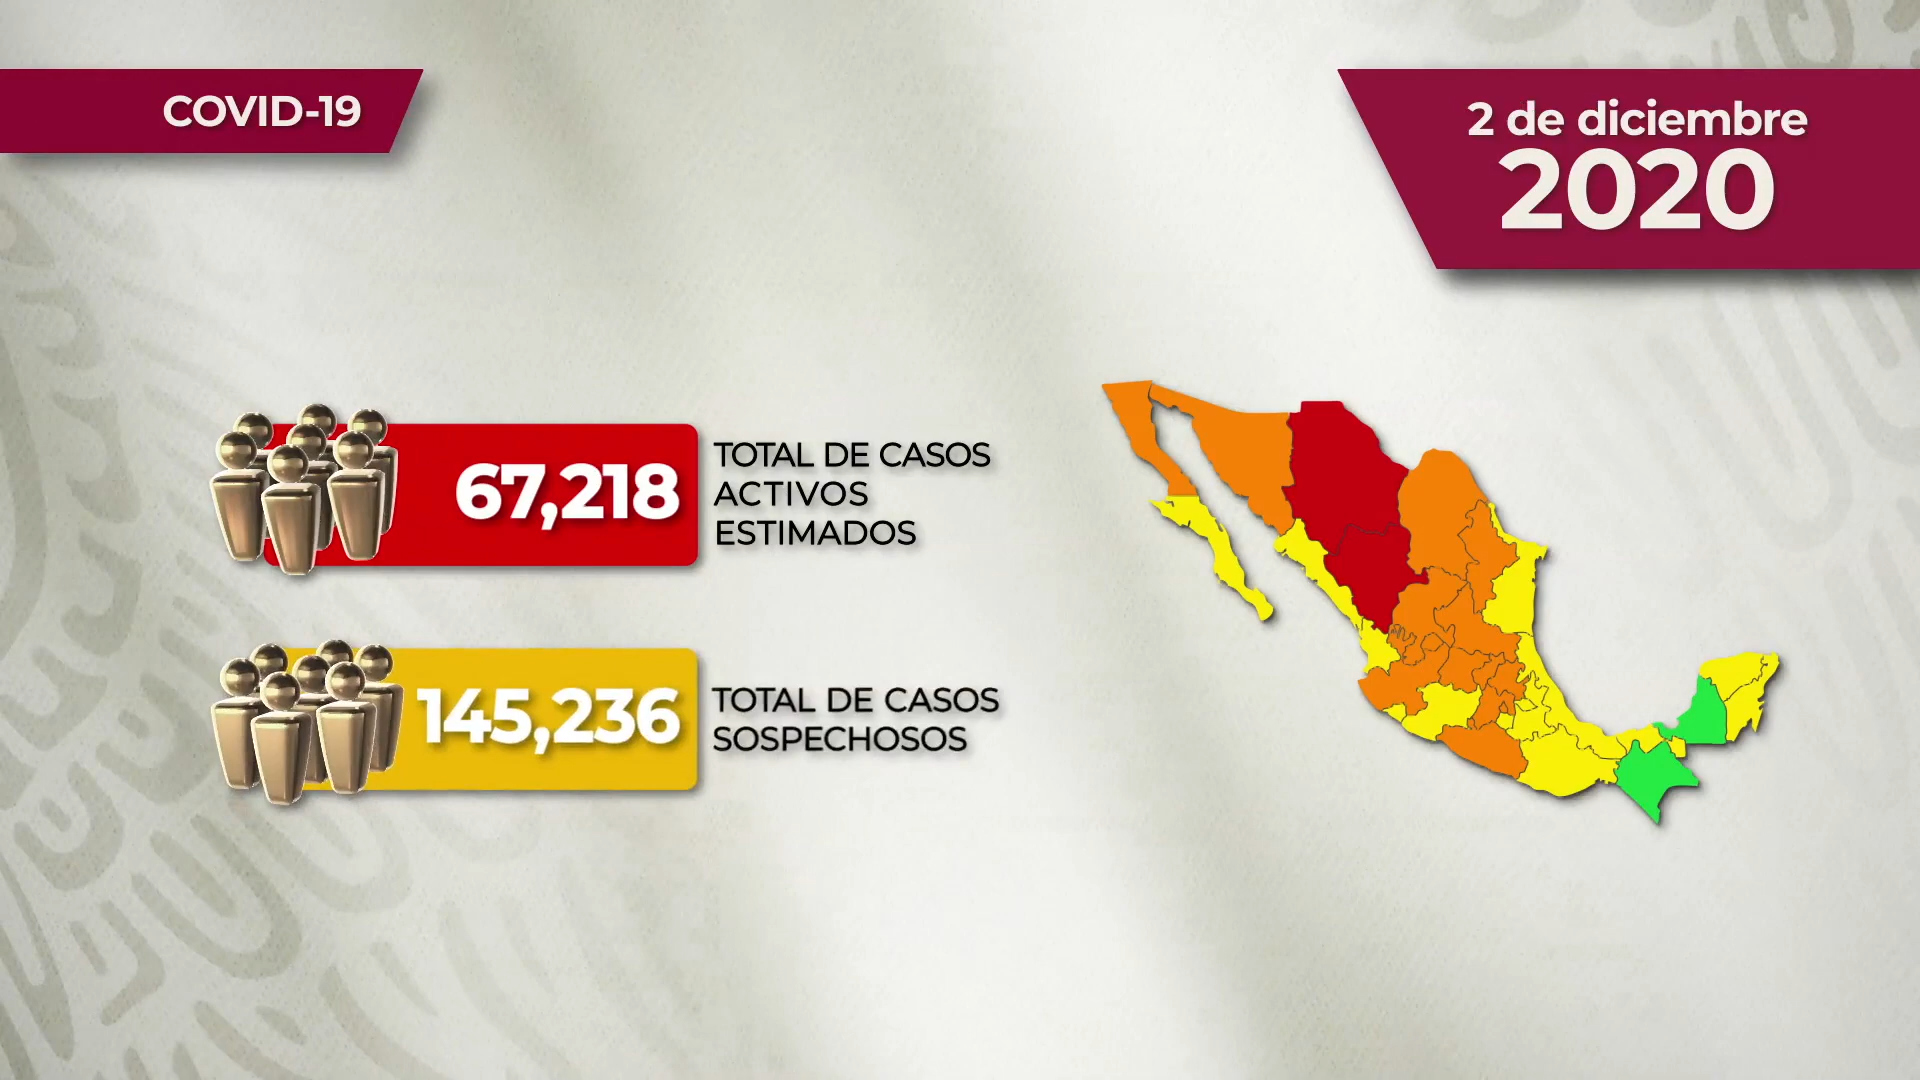 COVID-19
2 de diciembre
2020
67,218
TOTAL DE CASOS
ACTIVOS
ESTIMADOS
145,236
TOTAL DE CASOS
SOSPECHOSOS